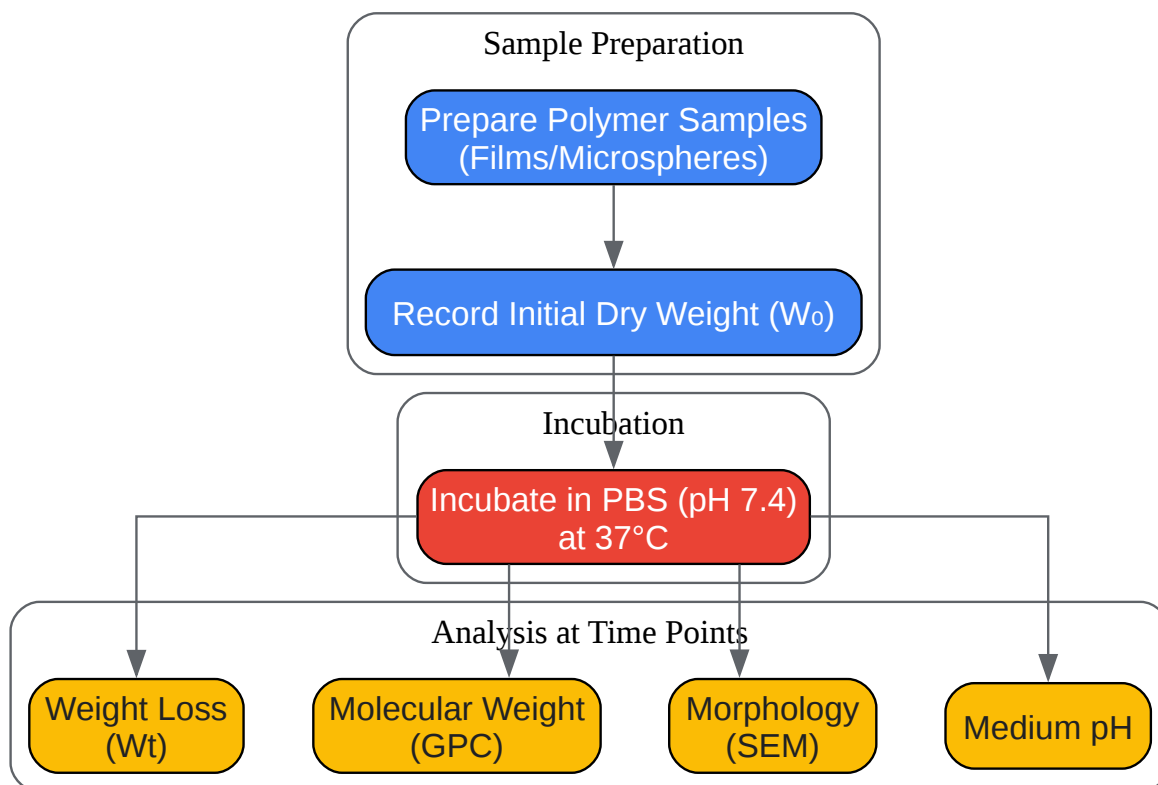 Sample Preparation
Prepare Polymer Samples
(Films/Microspheres)
Record Initial Dry Weight (W₀)
Incubation
Incubate in PBS (pH 7.4)
at 37°C
Analysis at Time Points
Weight Loss
(Wt)
Molecular Weight
(GPC)
Morphology
(SEM)
Medium pH